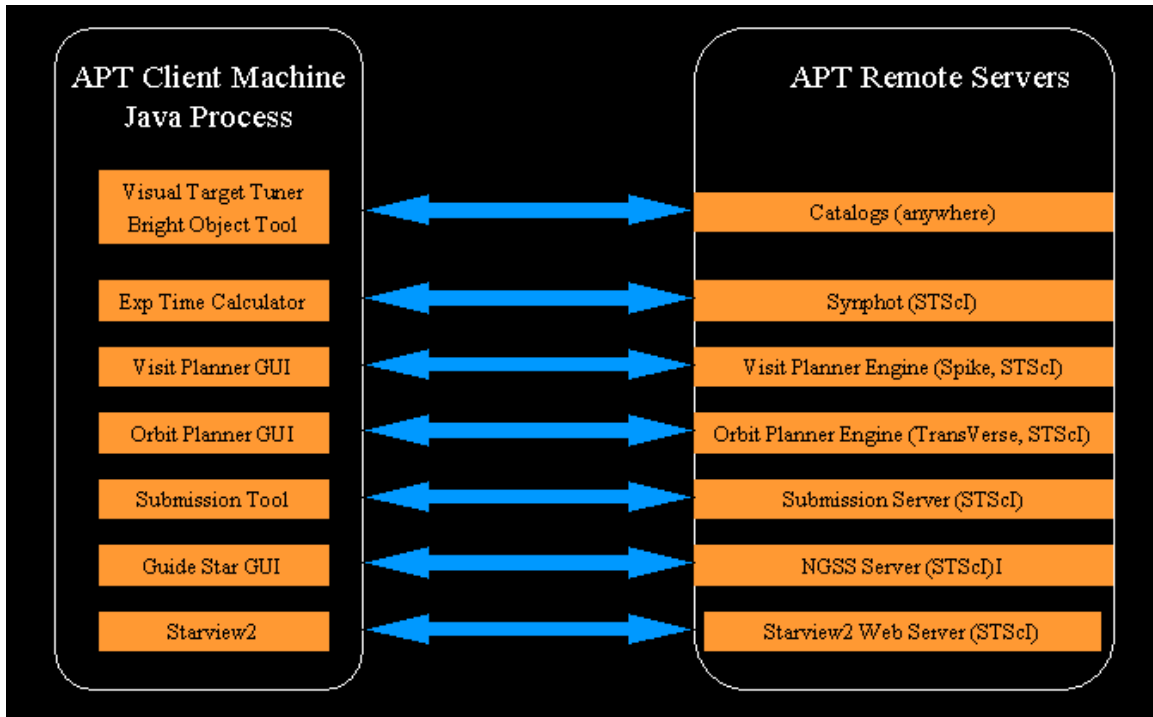 APT Client Machine
Java Process
Visual Target Tuner
Bright Object Tool
Exp Time Calculator
Visit Planner GUI
Orbit Planner GUI
Submission Tool
Guide Star GUI
Starview2
APT Remote Servers
Catalogs (anywhere)
Synphot (STScI)
Visit Planner Engine (Spike, STScI)
Orbit Planner Engine (TransVerse, STScI)
Submission Server (STScI)
NGSS Server (STScI)I
Starview2 Web Server (STScI)